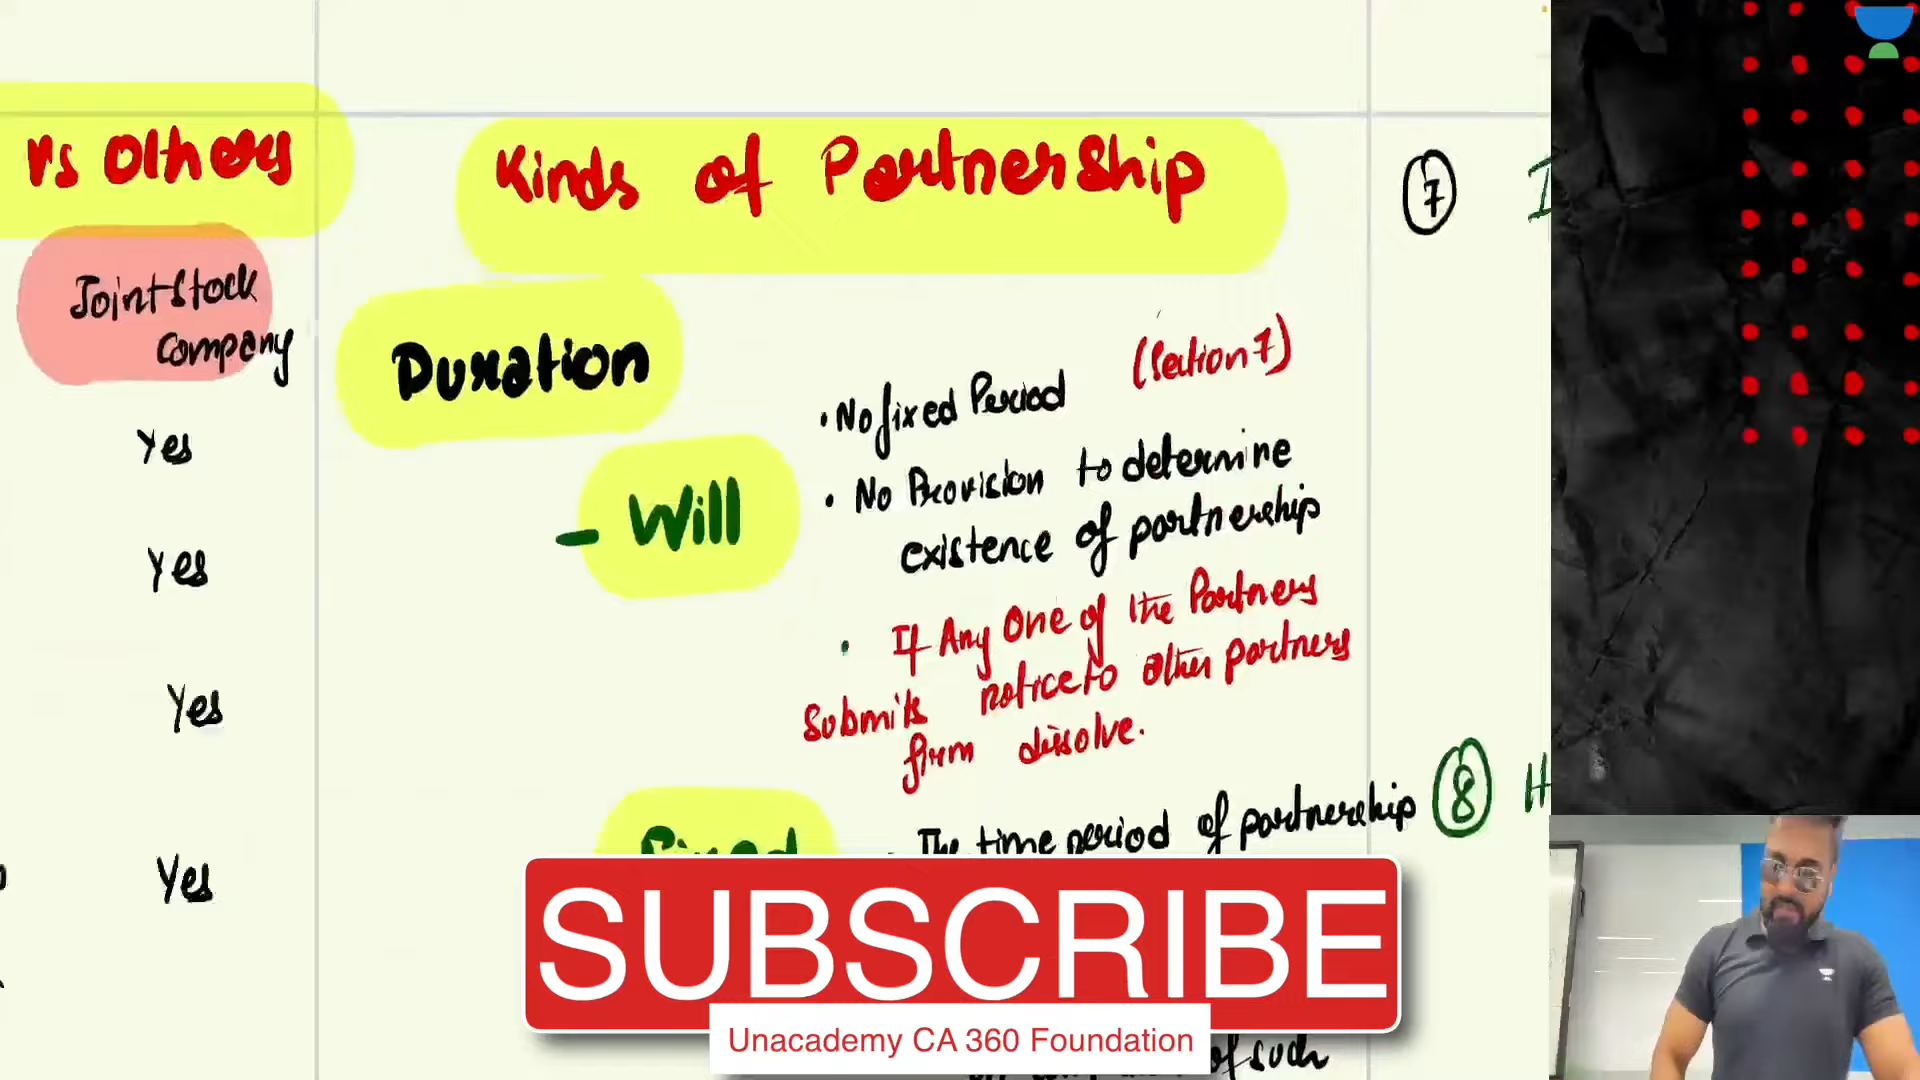 vs Others
Joint Stock
Company
Yes
Yes
Yes
Yes
Kinds of Partnership
Duration
(Section 7)
• No fixed Period
- Will
• No Provision to determine
existence of partnership
• If Any One of the Partners
Submits notice to other partners
firm dissolve.
Fixed
The time period of partnership
of such
7
8
SUBSCRIBE
Unacademy CA 360 Foundation